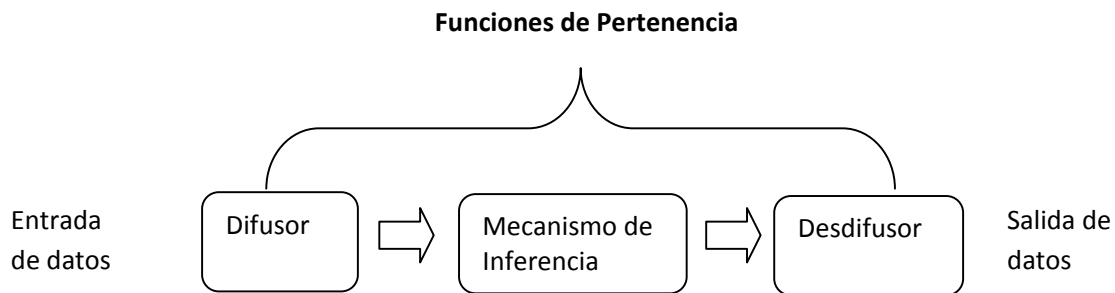 Funciones de Pertenencia
Entrada
de datos
Difusor
Mecanismo de
Inferencia
Desdifusor
Salida de
datos